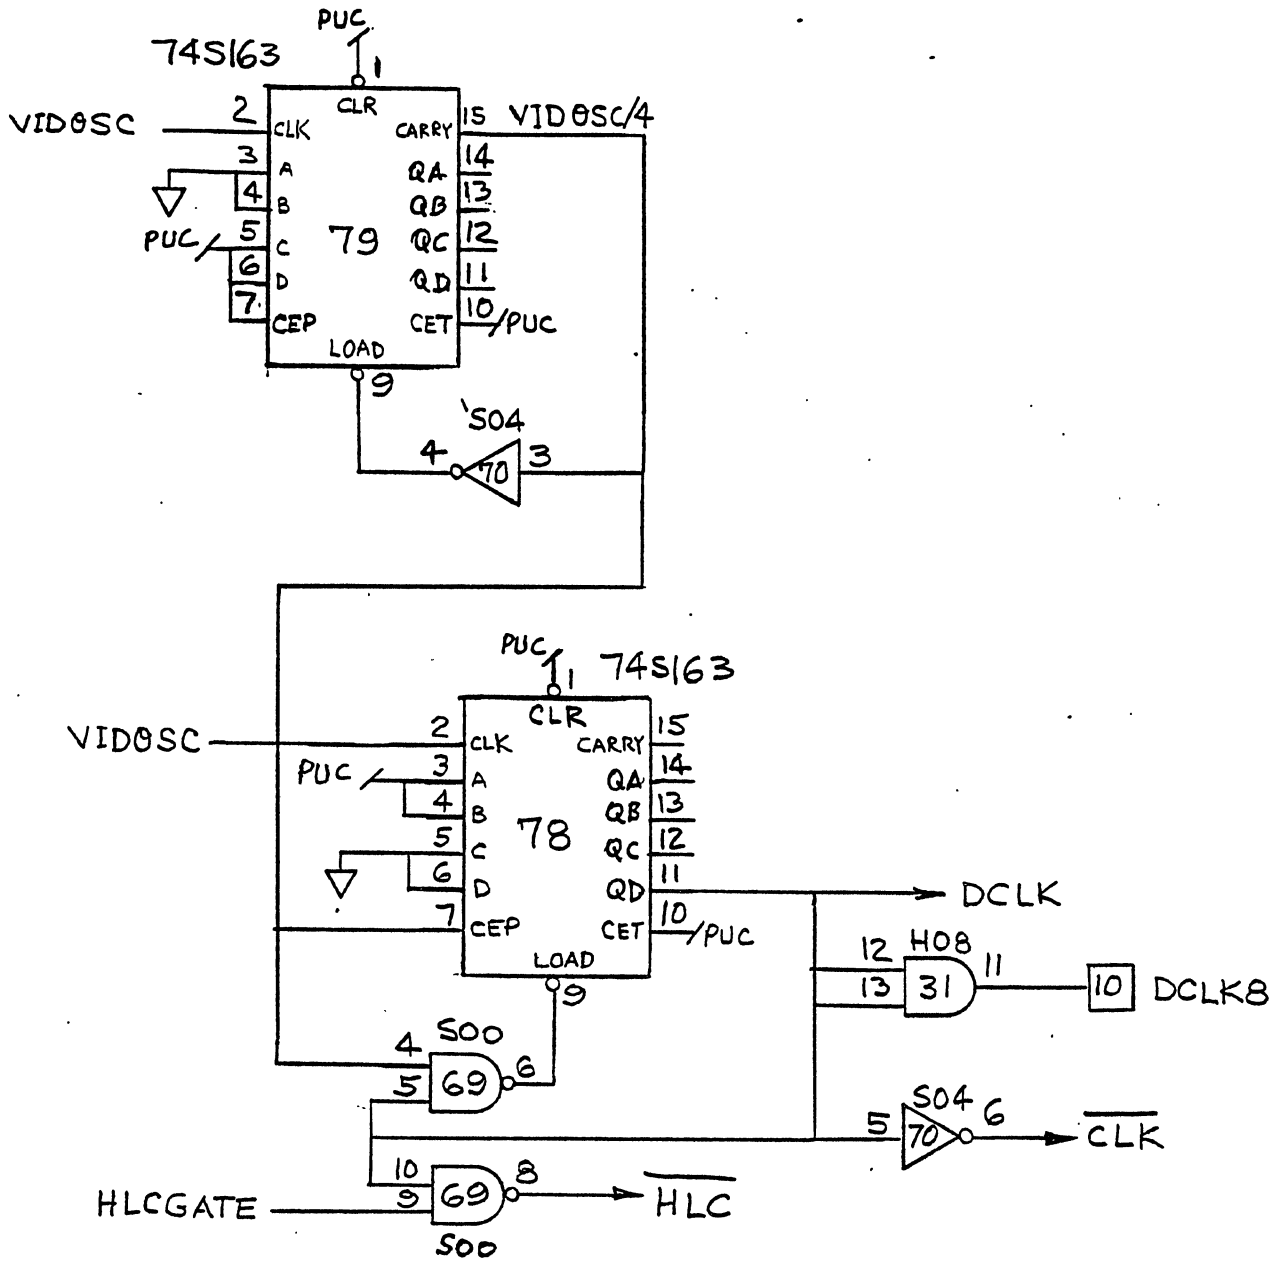 PUC
74S163
1
CLR
VIDOSC 2 CLK CARRY 15 VIDOSC/4
3 A QA 14
4 B QB 13
PUC 5 C 79 QC 12
6 D QD 11
7 CEP CET 10 PUC
LOAD
9
'S04
4 70 3
PUC 74S163
1
CLR
VIDOSC 2 CLK CARRY 15
PUC 3 A QA 14
4 B 78 QB 13
5 C QC 12
6 D QD 11 DCLK
7 CEP CET 10 PUC
LOAD
9
12 H08 11
13 31 10 DCLK8
S00
4 69 6
5
S04
5 70 6 CLK
10 69 8 HLC
HLCGATE 9
S00